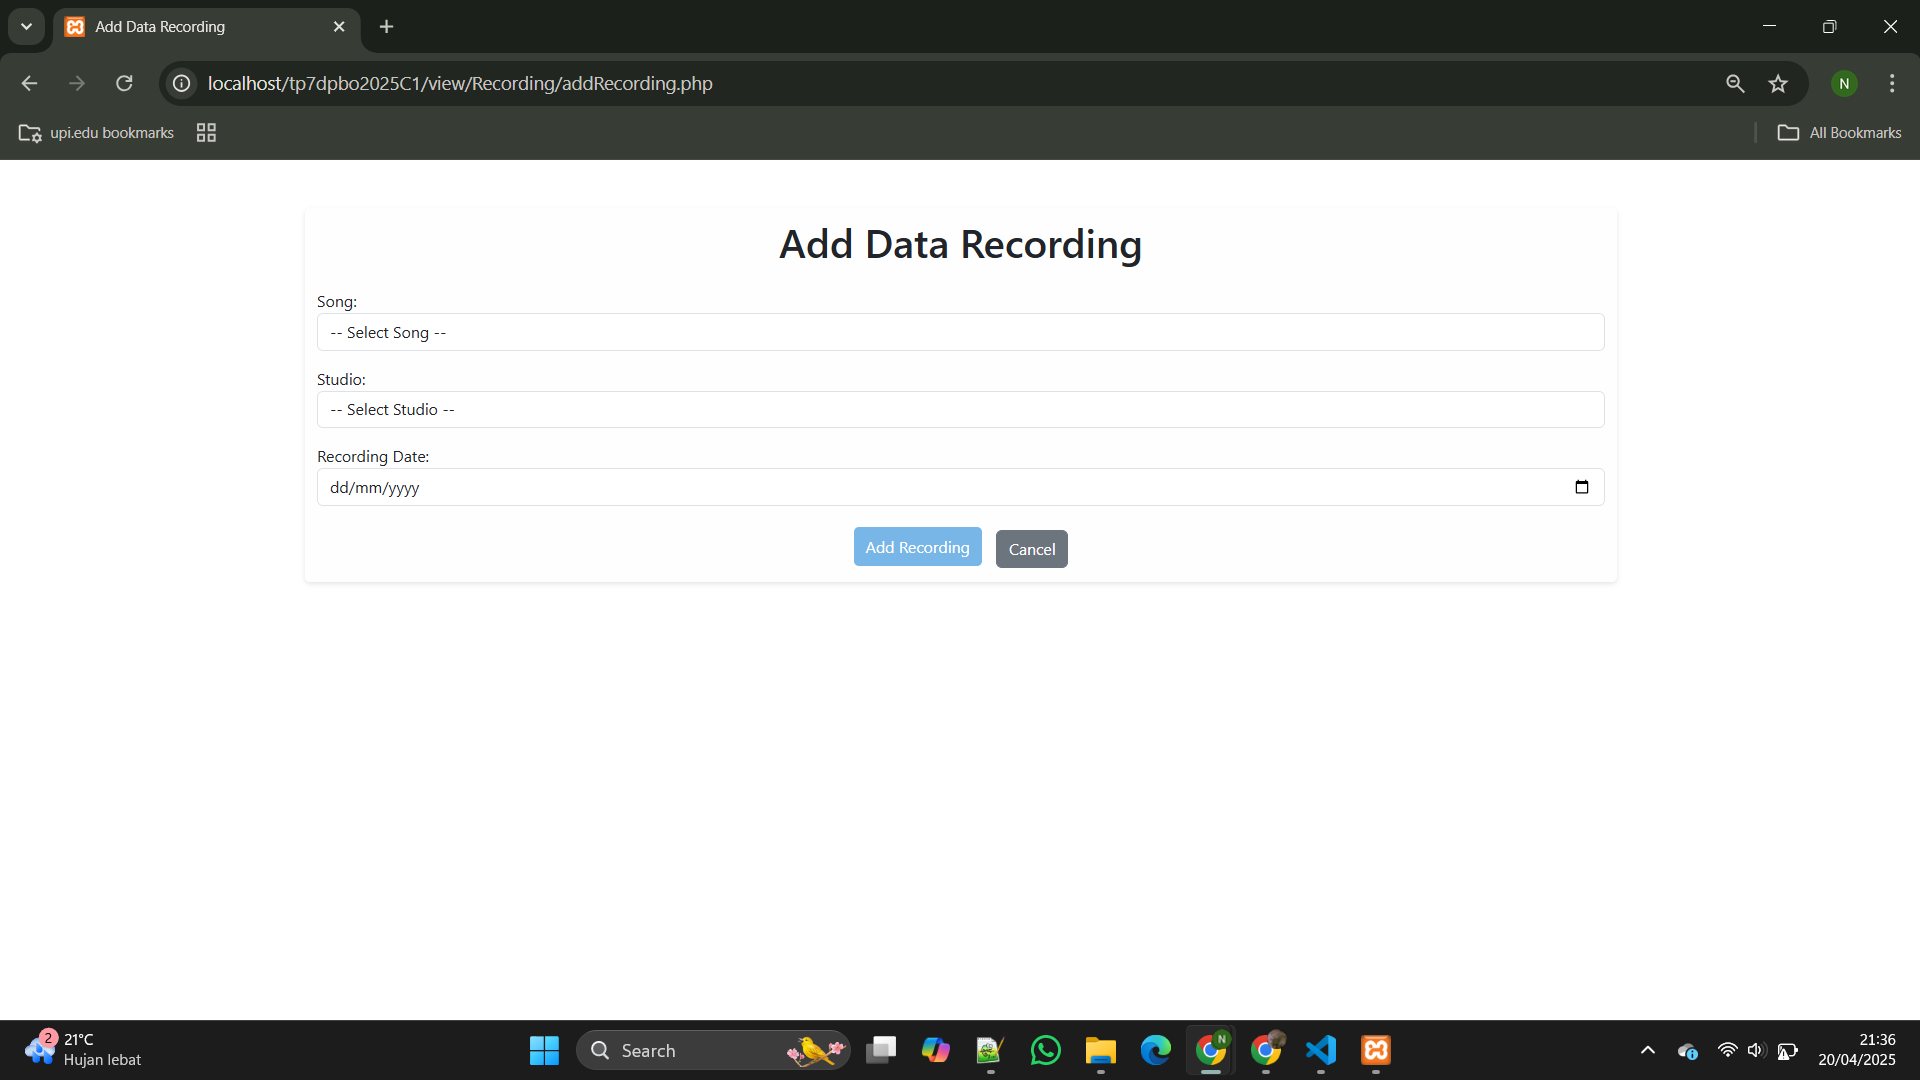 Add Data Recording
localhost/tp7dpbo2025C1/view/Recording/addRecording.php
N
upi.edu bookmarks
All Bookmarks
Add Data Recording
Song:
-- Select Song --
Studio:
-- Select Studio --
Recording Date:
dd/mm/yyyy
Add Recording
Cancel
2
21°C
Hujan lebat
Search
N
21:36
20/04/2025